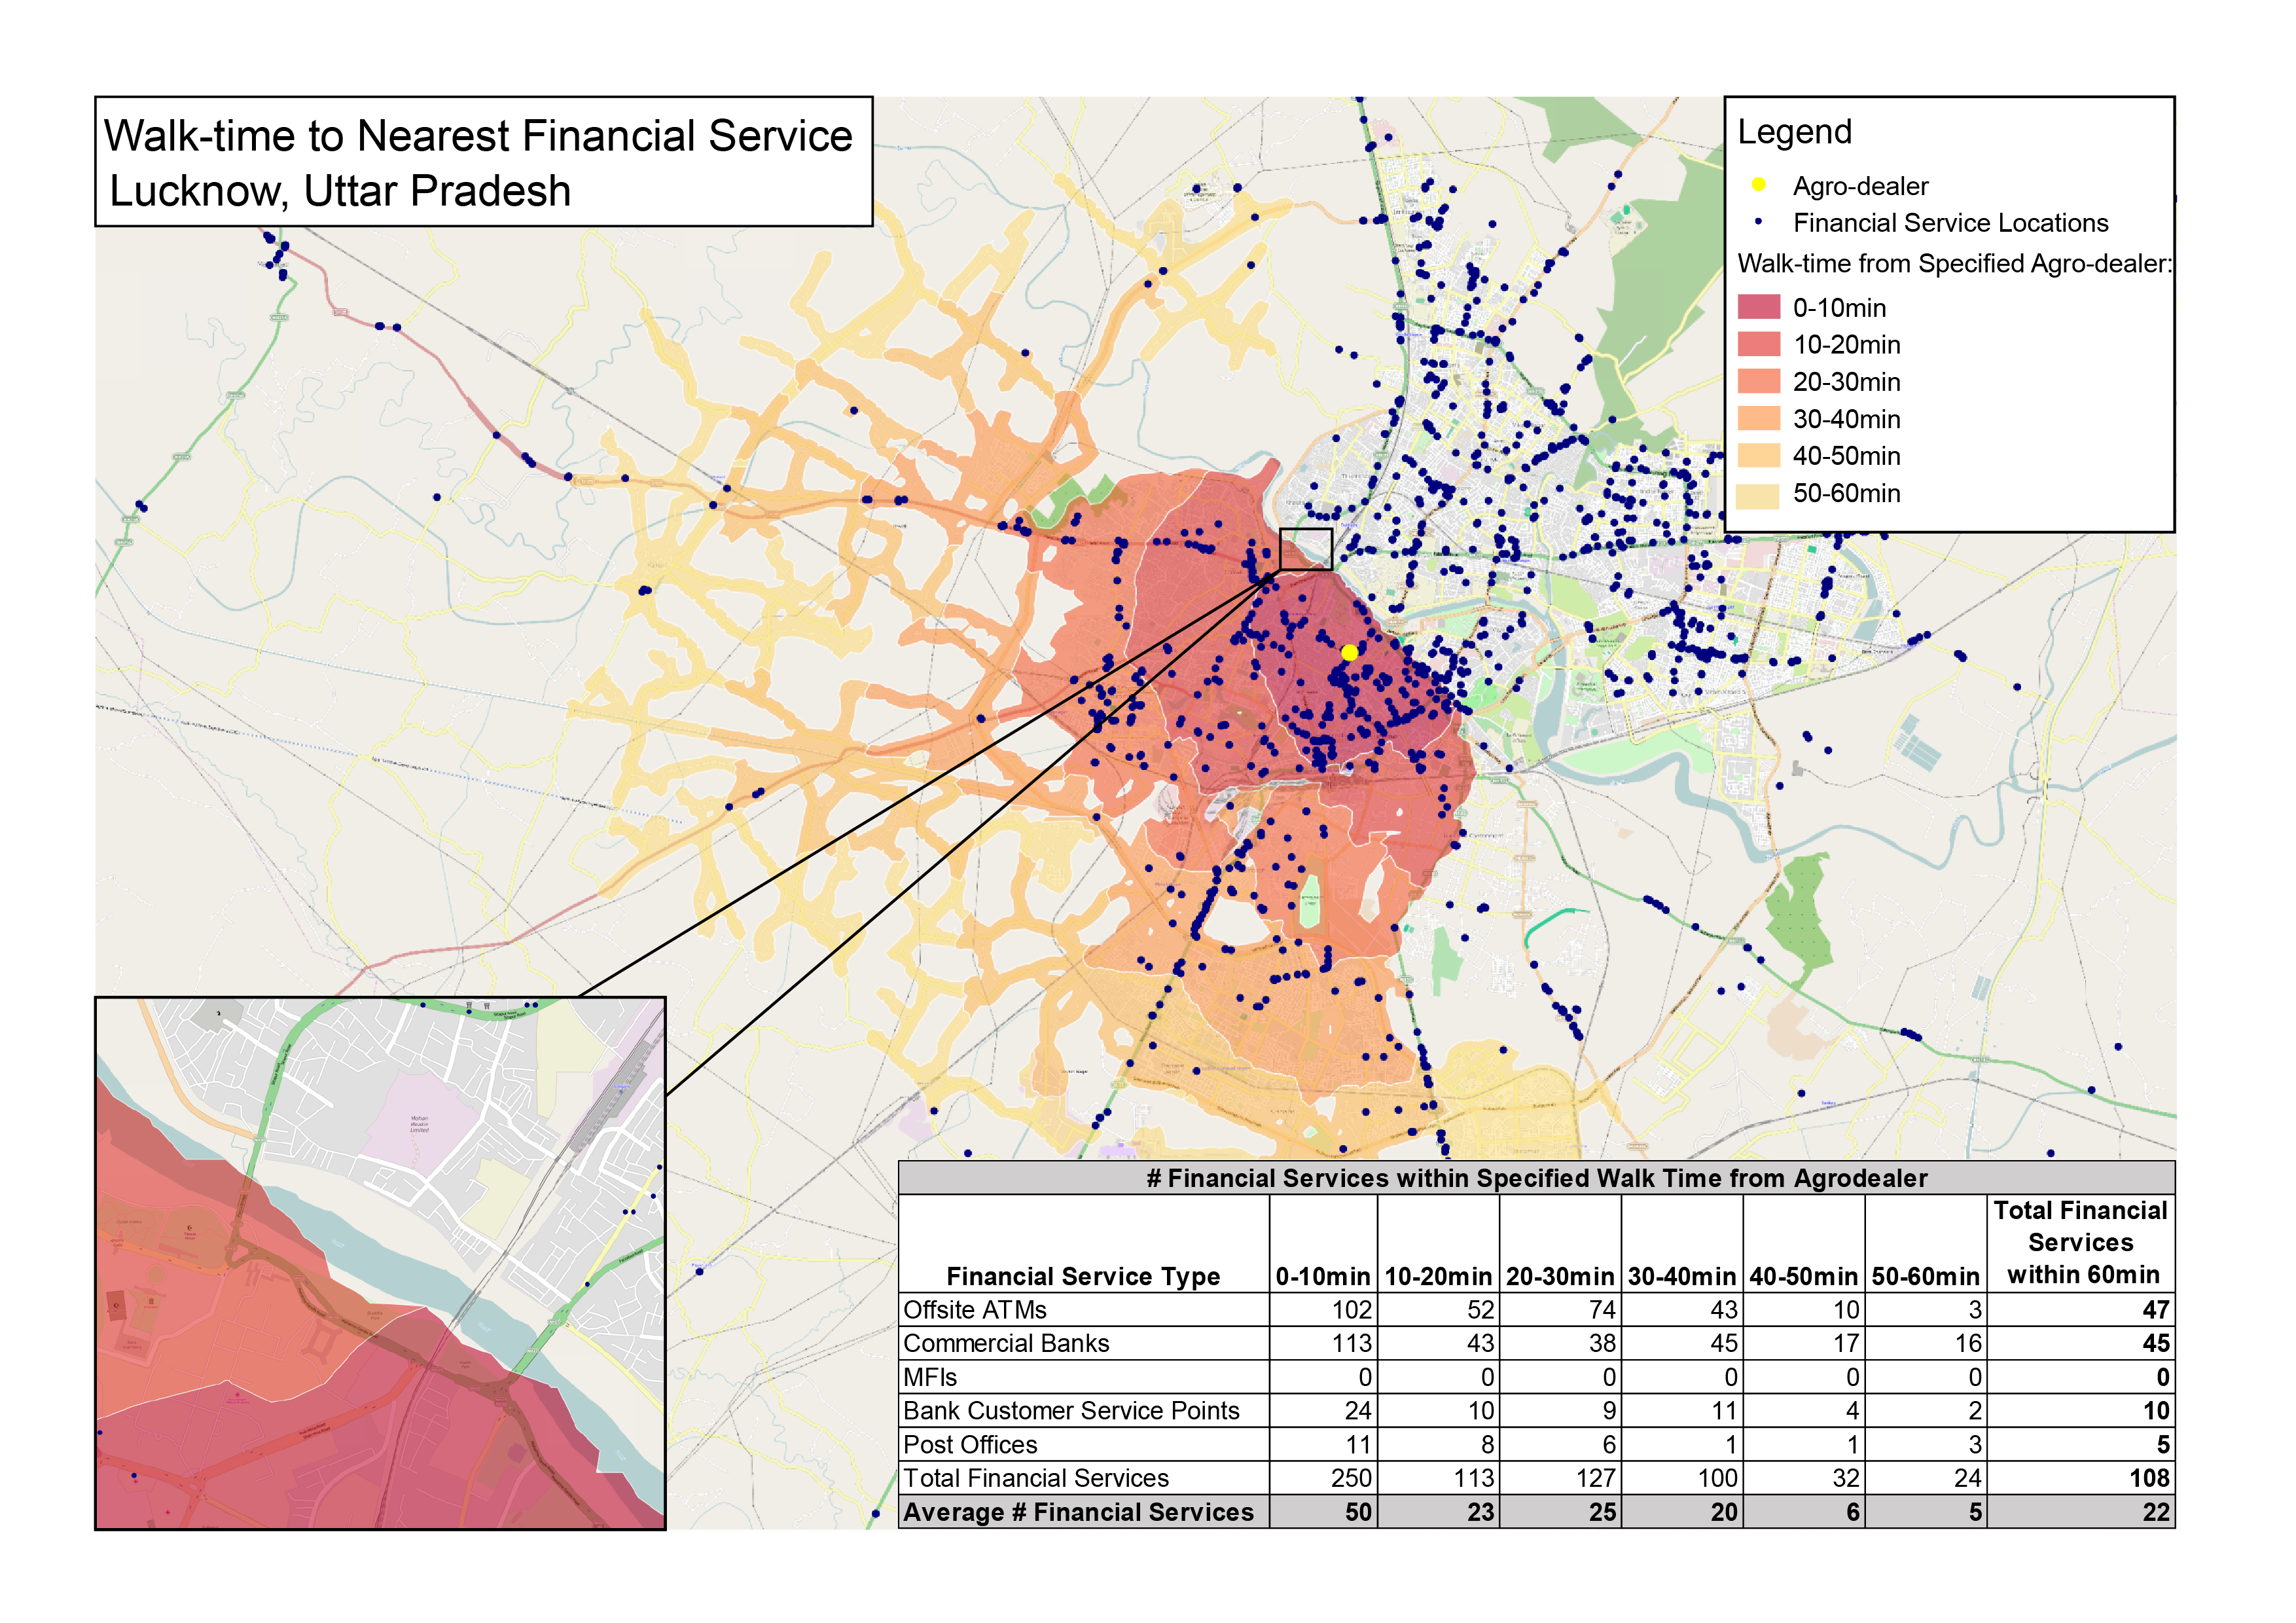 Walk-time to Nearest Financial Service
Lucknow, Uttar Pradesh
Legend
Agro-dealer
Financial Service Locations
Walk-time from Specified Agro-dealer:
0-10min
10-20min
20-30min
30-40min
40-50min
50-60min
Mohan
Meakin
Limited
# Financial Services within Specified Walk Time from Agrodealer
Financial Service Type 0-10min 10-20min 20-30min 30-40min 40-50min 50-60min Total Financial Services within 60min
Offsite ATMs 102 52 74 43 10 3 47
Commercial Banks 113 43 38 45 17 16 45
MFIs 0 0 0 0 0 0 0
Bank Customer Service Points 24 10 9 11 4 2 10
Post Offices 11 8 6 1 1 3 5
Total Financial Services 250 113 127 100 32 24 108
Average # Financial Services 50 23 25 20 6 5 22